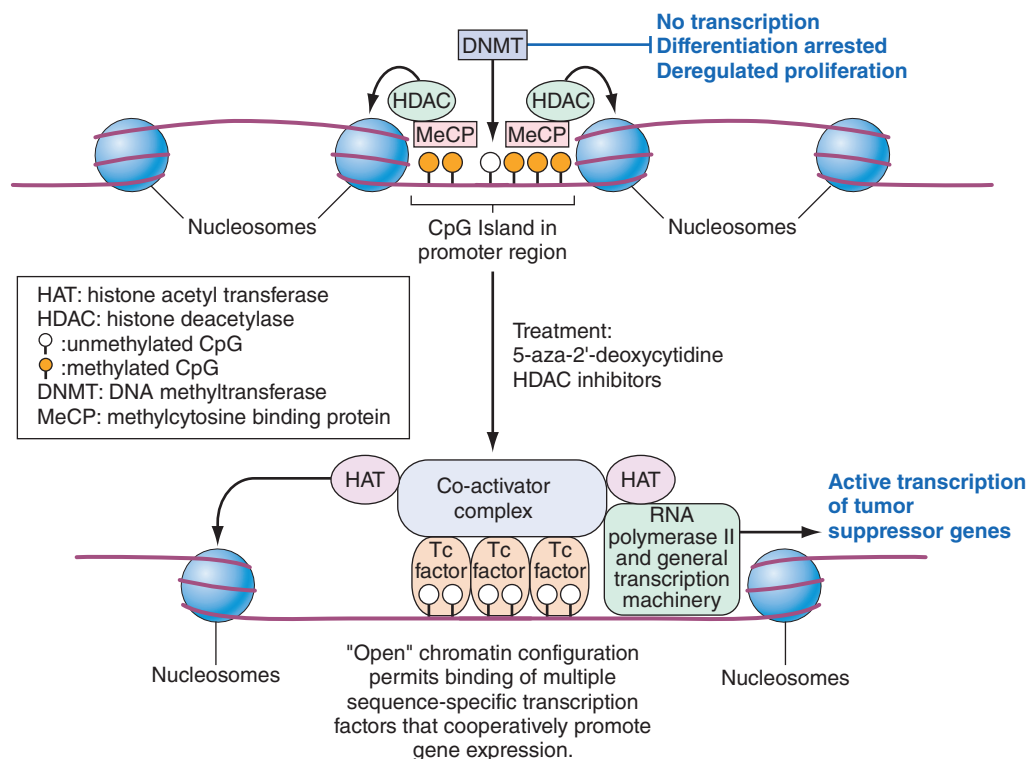 No transcription
Differentiation arrested
Deregulated proliferation
DNMT
HDAC
HDAC
MeCP
MeCP
Nucleosomes
Nucleosomes
CpG Island in
promoter region
HAT: histone acetyl transferase
HDAC: histone deacetylase
:unmethylated CpG
:methylated CpG
DNMT: DNA methyltransferase
MeCP: methylcytosine binding protein
Treatment:
5-aza-2'-deoxycytidine
HDAC inhibitors
HAT
Co-activator
complex
HAT
RNA
polymerase II
and general
transcription
machinery
Active transcription
of tumor
suppressor genes
Tc
factor
Tc
factor
Tc
factor
Nucleosomes
Nucleosomes
"Open" chromatin configuration
permits binding of multiple
sequence-specific transcription
factors that cooperatively promote
gene expression.